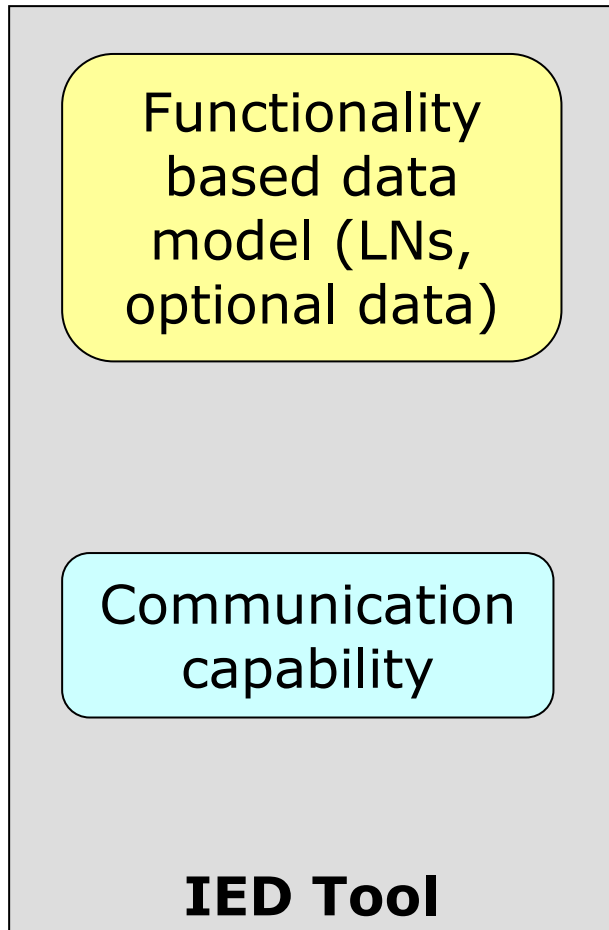 Functionality
based data
model (LNs,
optional data)
Communication
capability
IED Tool